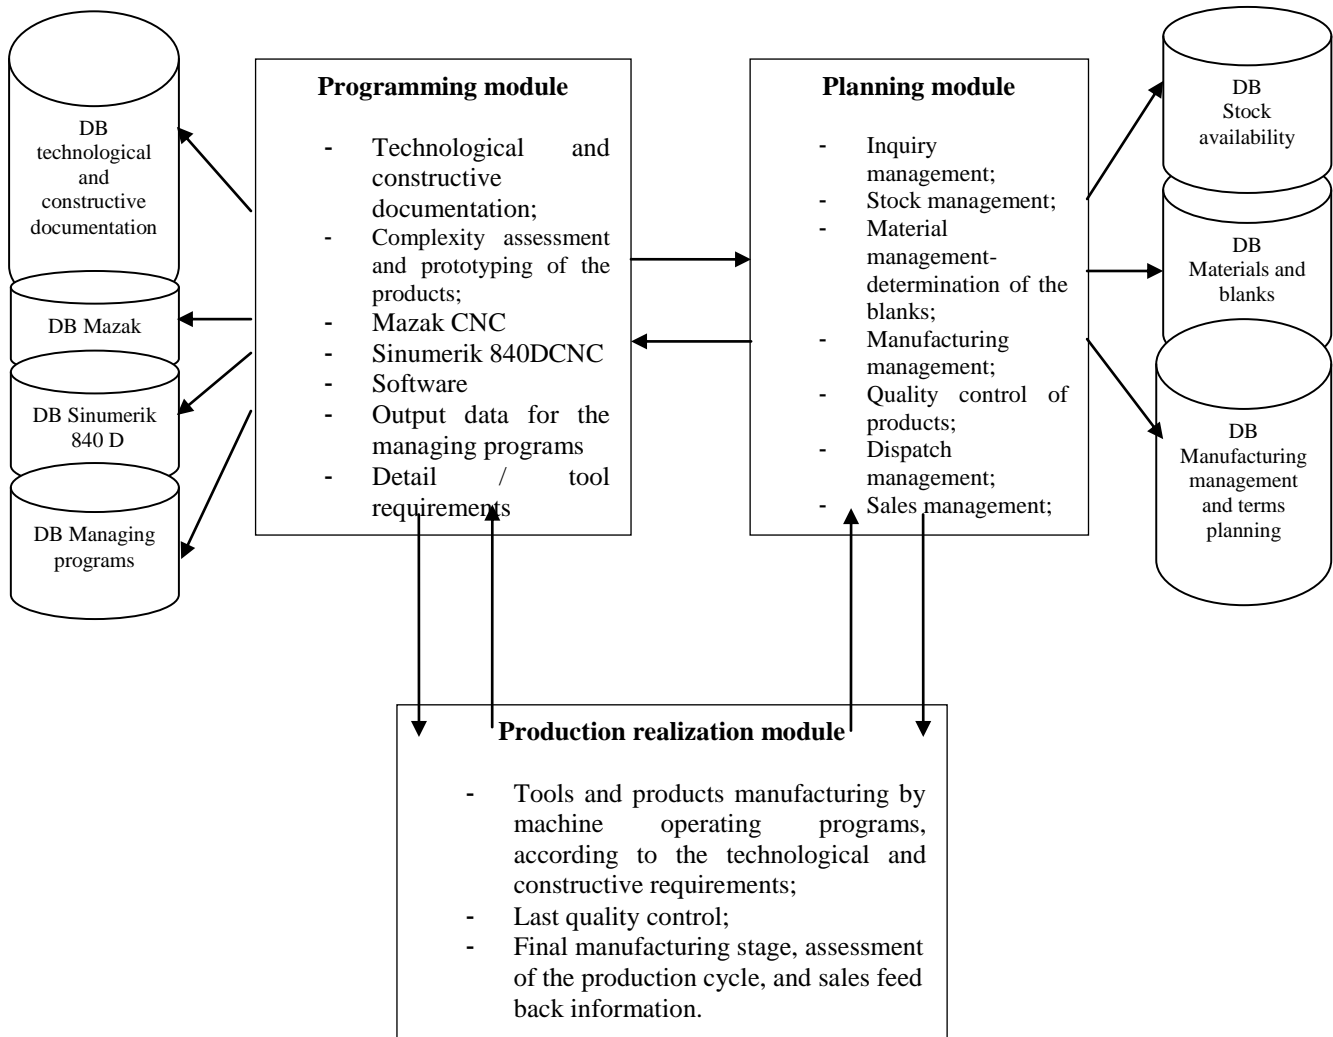 DB
technological
and
constructive
documentation
DB Mazak
DB Sinumerik
840 D
DB Managing
programs
Programming module
- Technological and
constructive
documentation;
- Complexity assessment
and prototyping of the
products;
- Mazak CNC
- Sinumerik 840DCNC
- Software
- Output data for the
managing programs
- Detail / tool
requirements
Planning module
- Inquiry
management;
- Stock management;
- Material
management-
determination of the
blanks;
- Manufacturing
management;
- Quality control of
products;
- Dispatch
management;
- Sales management;
DB
Stock
availability
DB
Materials and
blanks
DB
Manufacturing
management
and terms
planning
Production realization module
- Tools and products manufacturing by
machine operating programs,
according to the technological and
constructive requirements;
- Last quality control;
- Final manufacturing stage, assessment
of the production cycle, and sales feed
back information.